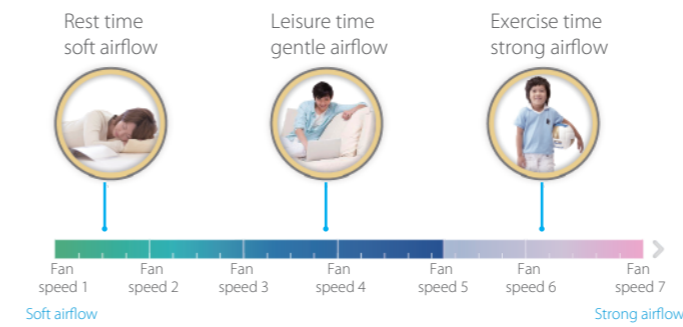 Rest time
soft airflow
Leisure time
gentle airflow
Exercise time
strong airflow
Fan
speed 1
Fan
speed 2
Fan
speed 3
Fan
speed 4
Fan
speed 5
Fan
speed 6
Fan
speed 7
Soft airflow
Strong airflow